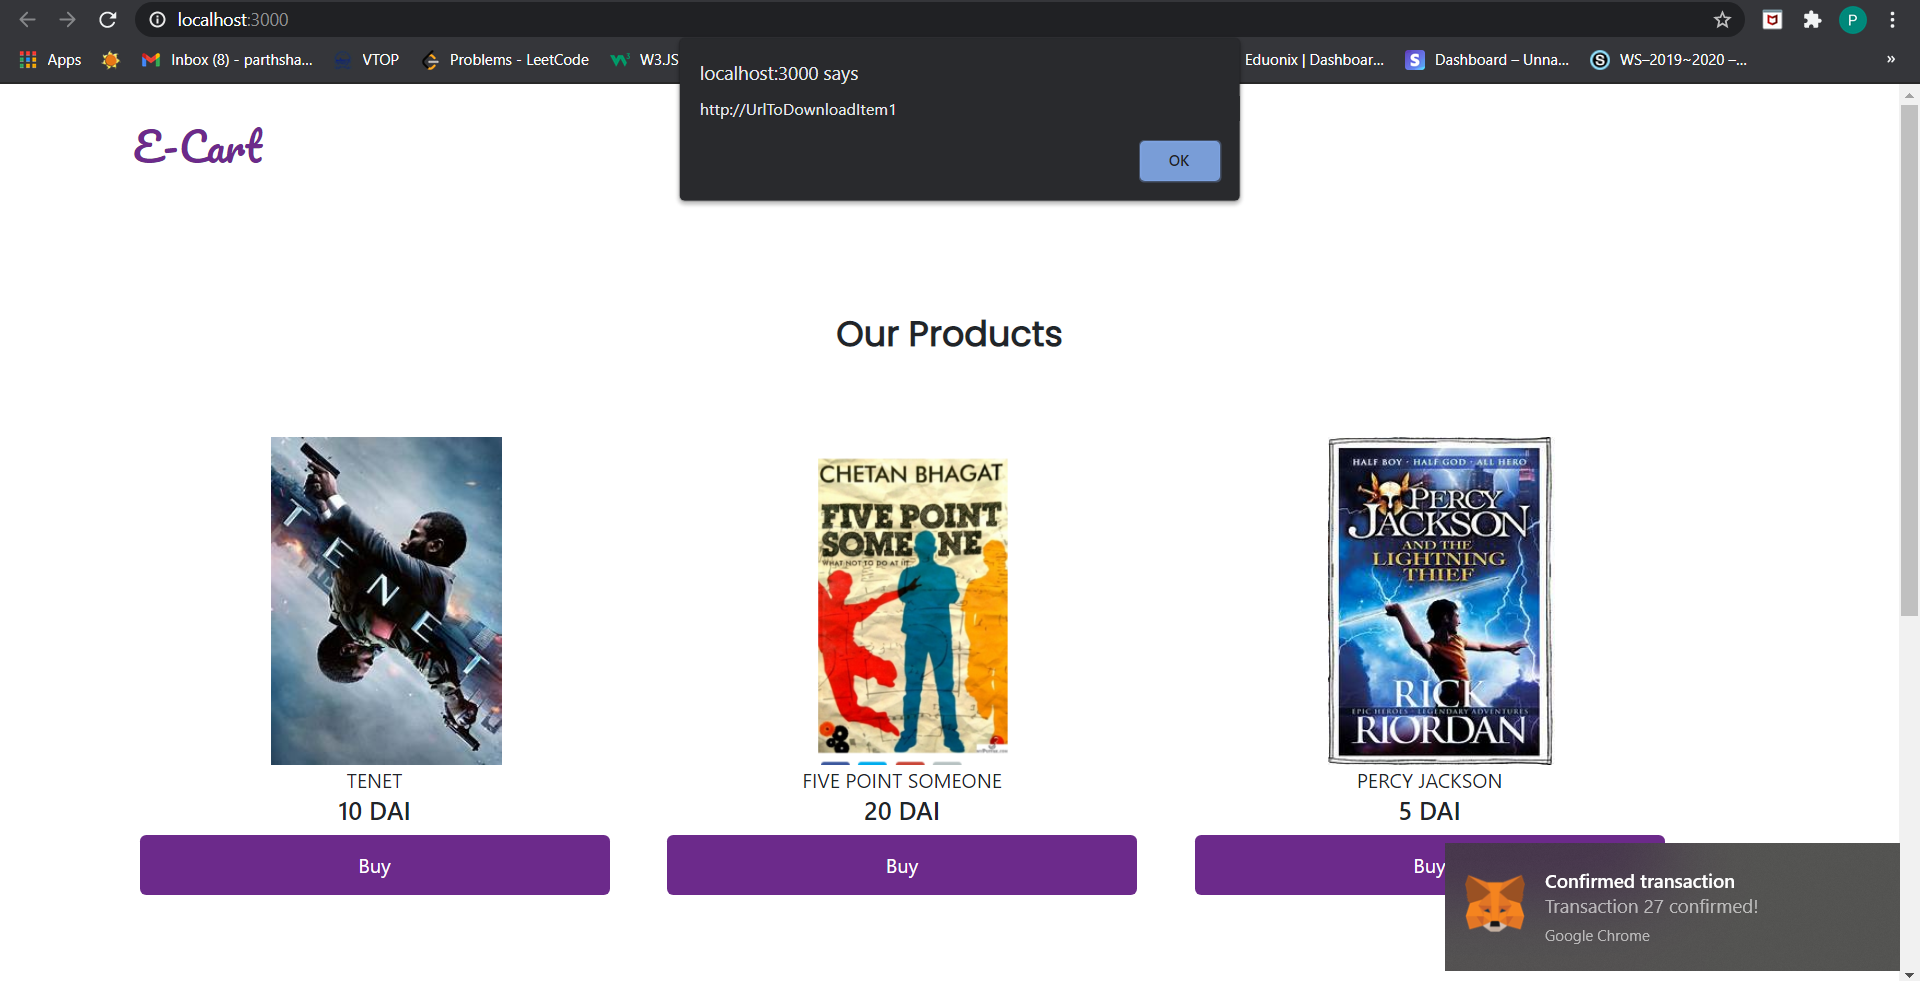 localhost:3000
Apps
Inbox (8) - parthsha...
VTOP
Problems - LeetCode
W3.JS
Eduonix | Dashboar...
Dashboard – Unna...
WS–2019~2020 –...
»
P
localhost:3000 says
http://UrlToDownloadItem1
OK
E-Cart
Our Products
TENET
CHETAN BHAGAT
FIVE POINT
SOMEONE
WHAT NOT TO DO AT IIT
HALF BOY · HALF GOD · ALL HERO
PERCY
JACKSON
AND THE
LIGHTNING
THIEF
RICK
EPIC HEROES · LEGENDARY ADVENTURES
RIORDAN
TENET
10 DAI
Buy
FIVE POINT SOMEONE
20 DAI
Buy
PERCY JACKSON
5 DAI
Buy
Confirmed transaction
Transaction 27 confirmed!
Google Chrome